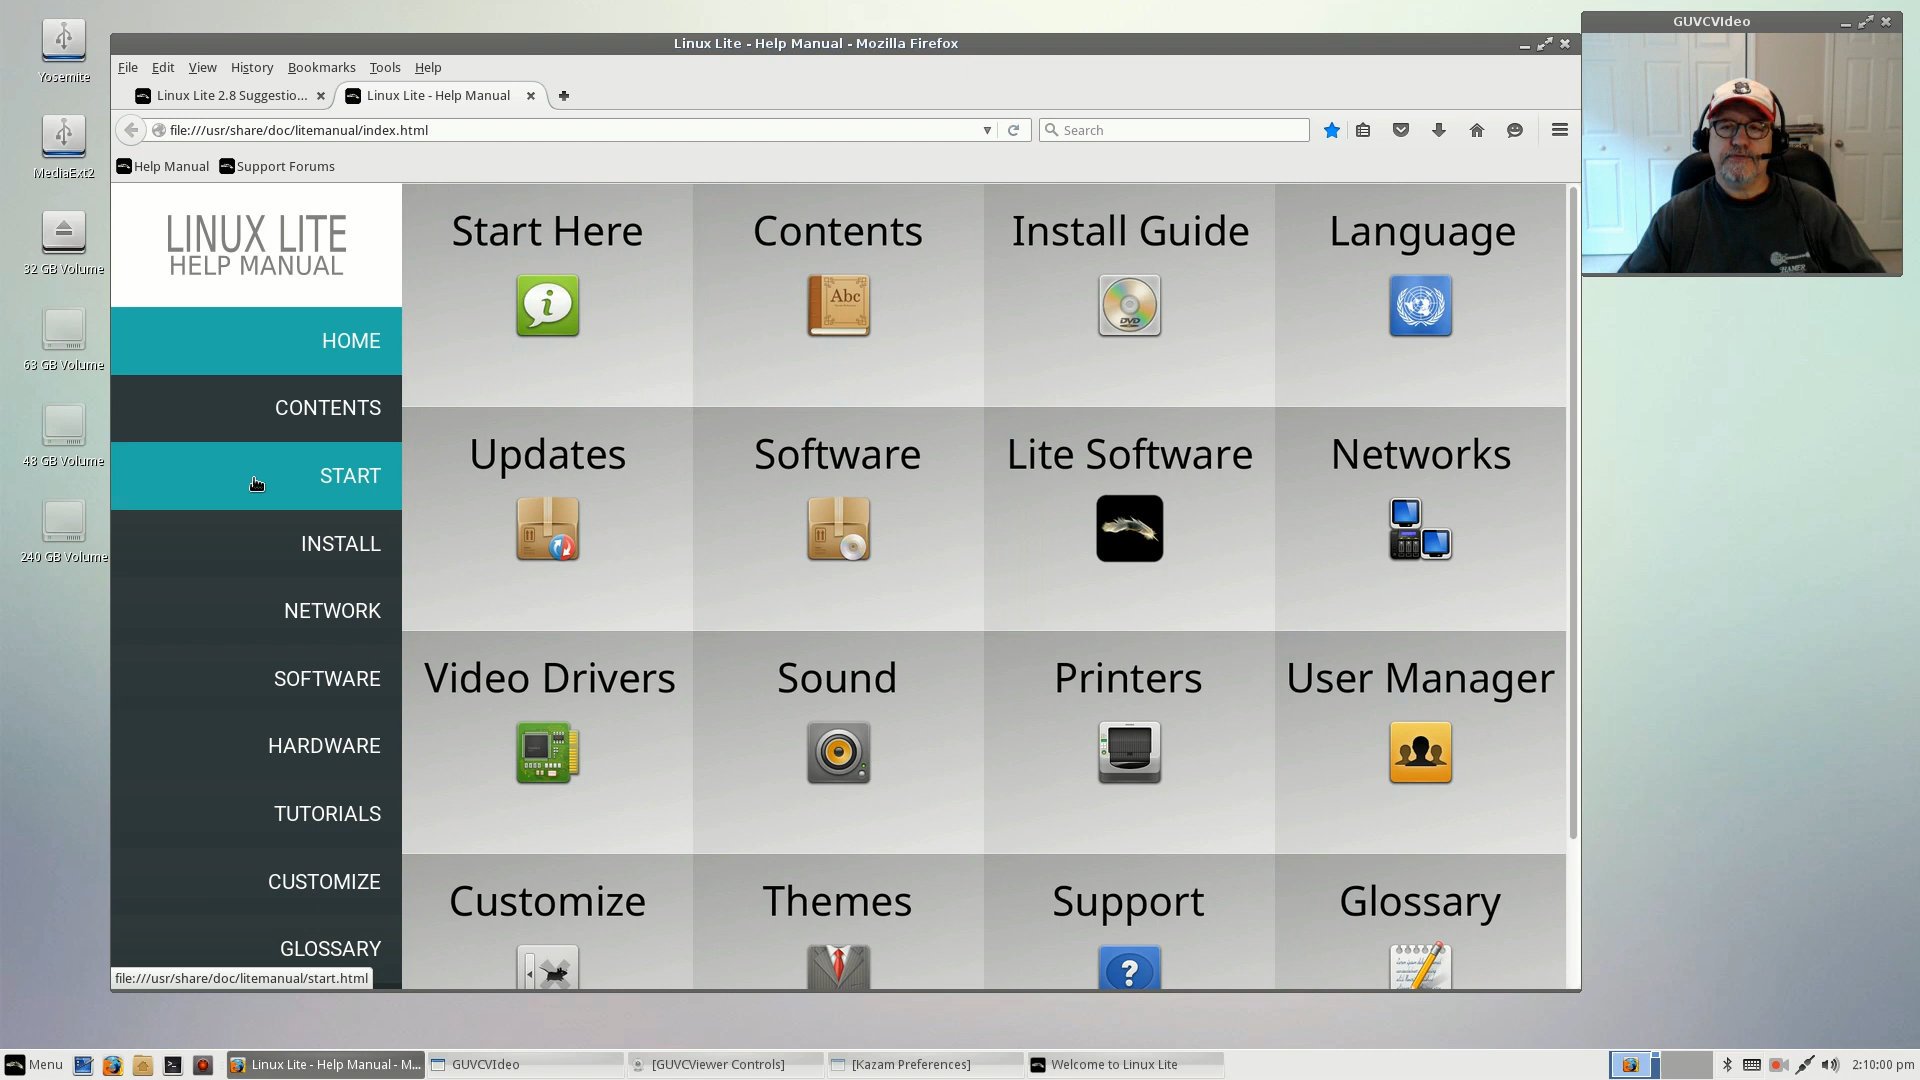 Yosemite
MediaExt2
32 GB Volume
63 GB Volume
48 GB Volume
240 GB Volume
Linux Lite - Help Manual - Mozilla Firefox
File Edit View History Bookmarks Tools Help
Linux Lite 2.8 Suggestio...
Linux Lite - Help Manual
file:///usr/share/doc/litemanual/index.html
Search
Help Manual
Support Forums
LINUX LITE
HELP MANUAL
HOME
CONTENTS
START
INSTALL
NETWORK
SOFTWARE
HARDWARE
TUTORIALS
CUSTOMIZE
GLOSSARY
Start Here
Contents
Abc
Install Guide
DVD
Language
Updates
Software
Lite Software
Networks
Video Drivers
Sound
Printers
User Manager
Customize
Themes
Support
?
Glossary
file:///usr/share/doc/litemanual/start.html
GUVCVIdeo
HAMER
Menu
Linux Lite - Help Manual - M...
GUVCVIdeo
[GUVCViewer Controls]
[Kazam Preferences]
Welcome to Linux Lite
2:10:00 pm